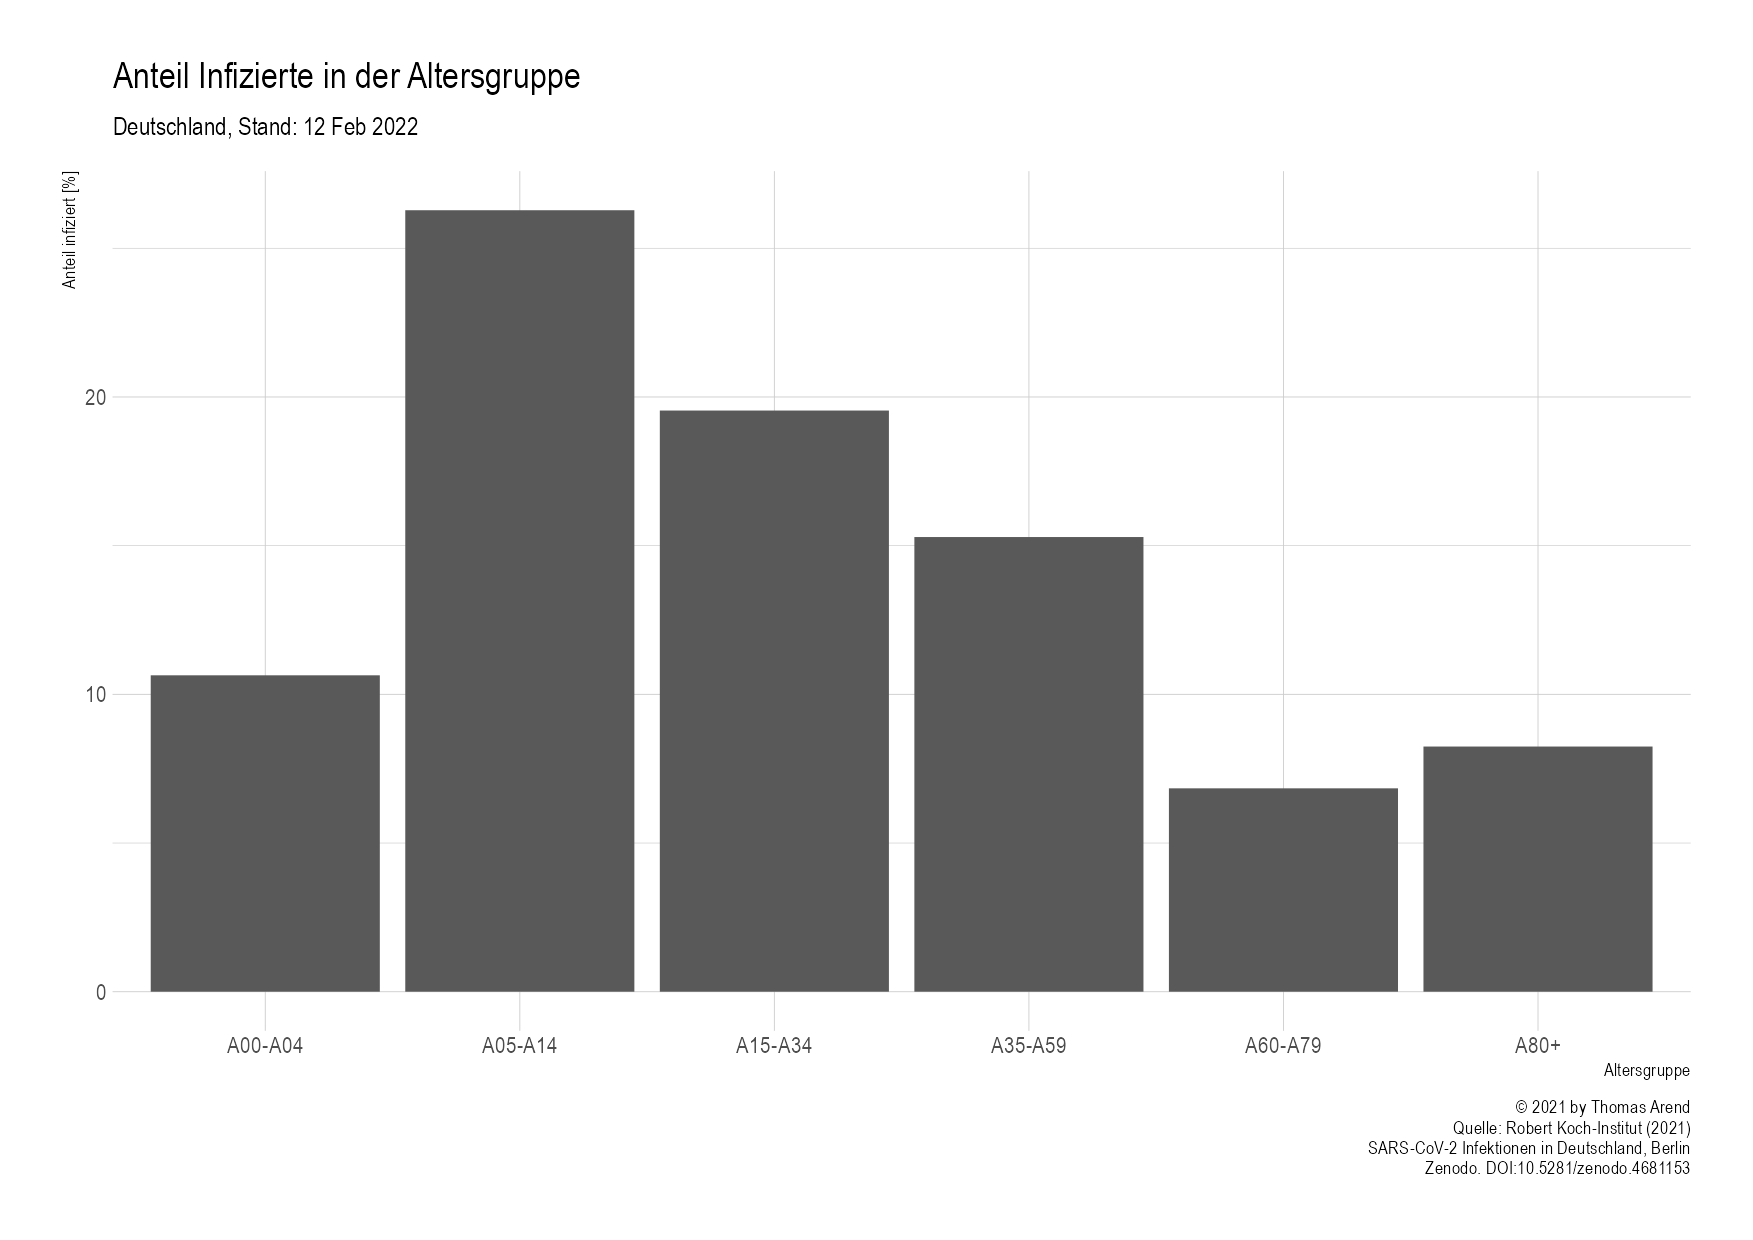 Anteil Infizierte in der Altersgruppe
Deutschland, Stand: 12 Feb 2022
Anteil infiziert [%]
20
10
0
A00-A04 A05-A14 A15-A34 A35-A59 A60-A79 A80+
Altersgruppe
© 2021 by Thomas Arend
Quelle: Robert Koch-Institut (2021)
SARS-CoV-2 Infektionen in Deutschland, Berlin
Zenodo. DOI:10.5281/zenodo.4681153